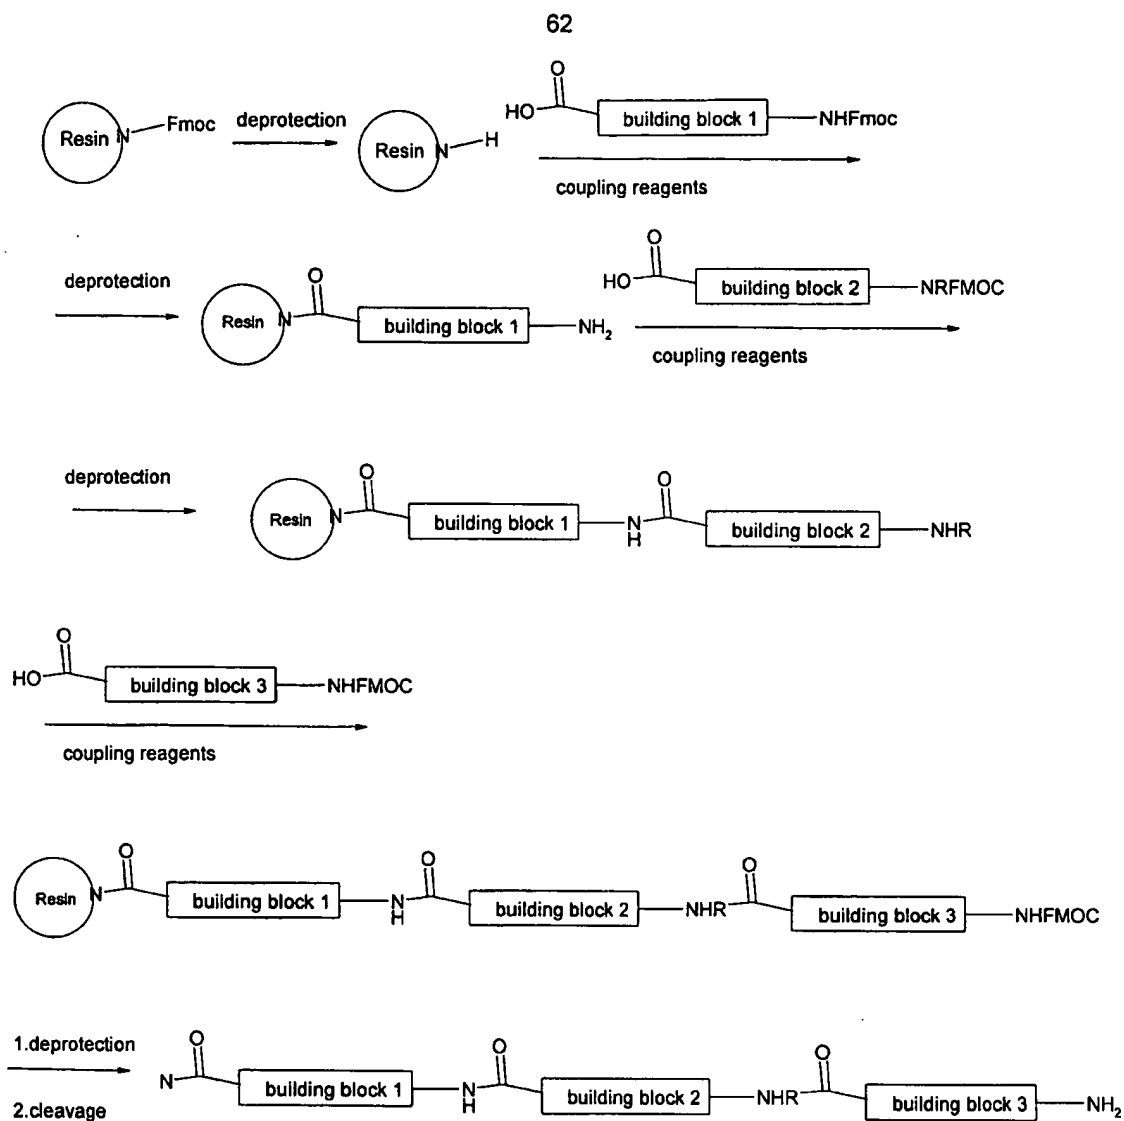 62
Resin N Fmoc
deprotection
Resin N H
O
HO building block 1 NHFmoc
coupling reagents
deprotection
O
Resin N building block 1 NH2
O
HO building block 2 NRFMOC
coupling reagents
deprotection
O O
Resin N building block 1 N building block 2 NHR
H
O
HO building block 3 NHFMOC
coupling reagents
O O O
Resin N building block 1 N building block 2 NHR building block 3 NHFMOC
H
1.deprotection
2.cleavage
O O O
N building block 1 N building block 2 NHR building block 3 NH2
H